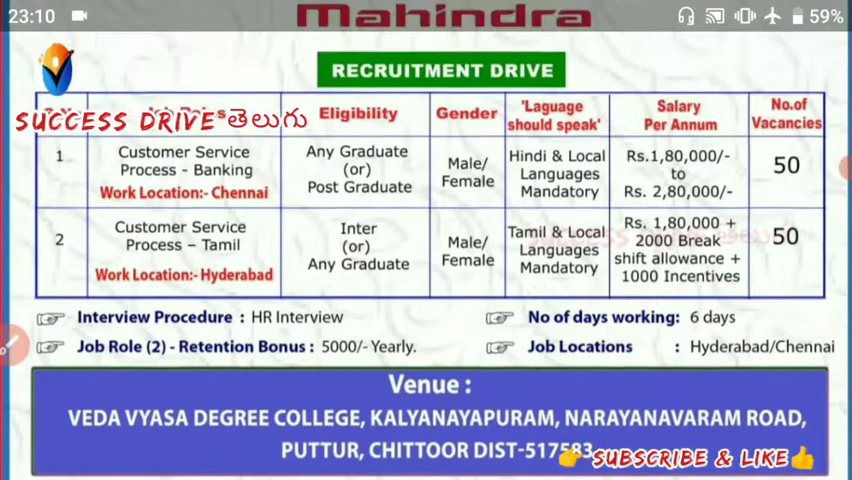 23:10
59%
Mahindra
RECRUITMENT DRIVE
SUCCESS DRIVE తెలుగు
Eligibility
Gender
'Laguage should speak'
Salary Per Annum
No.of Vacancies
1
Customer Service
Process - Banking
Work Location:- Chennai
Any Graduate
(or)
Post Graduate
Male/
Female
Hindi & Local
Languages
Mandatory
Rs.1,80,000/-
to
Rs. 2,80,000/-
50
2
Customer Service
Process – Tamil
Work Location:- Hyderabad
Inter
(or)
Any Graduate
Male/
Female
Tamil & Local
Languages
Mandatory
Rs. 1,80,000 +
2000 Break
shift allowance +
1000 Incentives
50
Interview Procedure : HR Interview
No of days working: 6 days
Job Role (2) - Retention Bonus : 5000/- Yearly.
Job Locations : Hyderabad/Chennai
Venue :
VEDA VYASA DEGREE COLLEGE, KALYANAYAPURAM, NARAYANAVARAM ROAD,
PUTTUR, CHITTOOR DIST-517583
SUBSCRIBE & LIKE